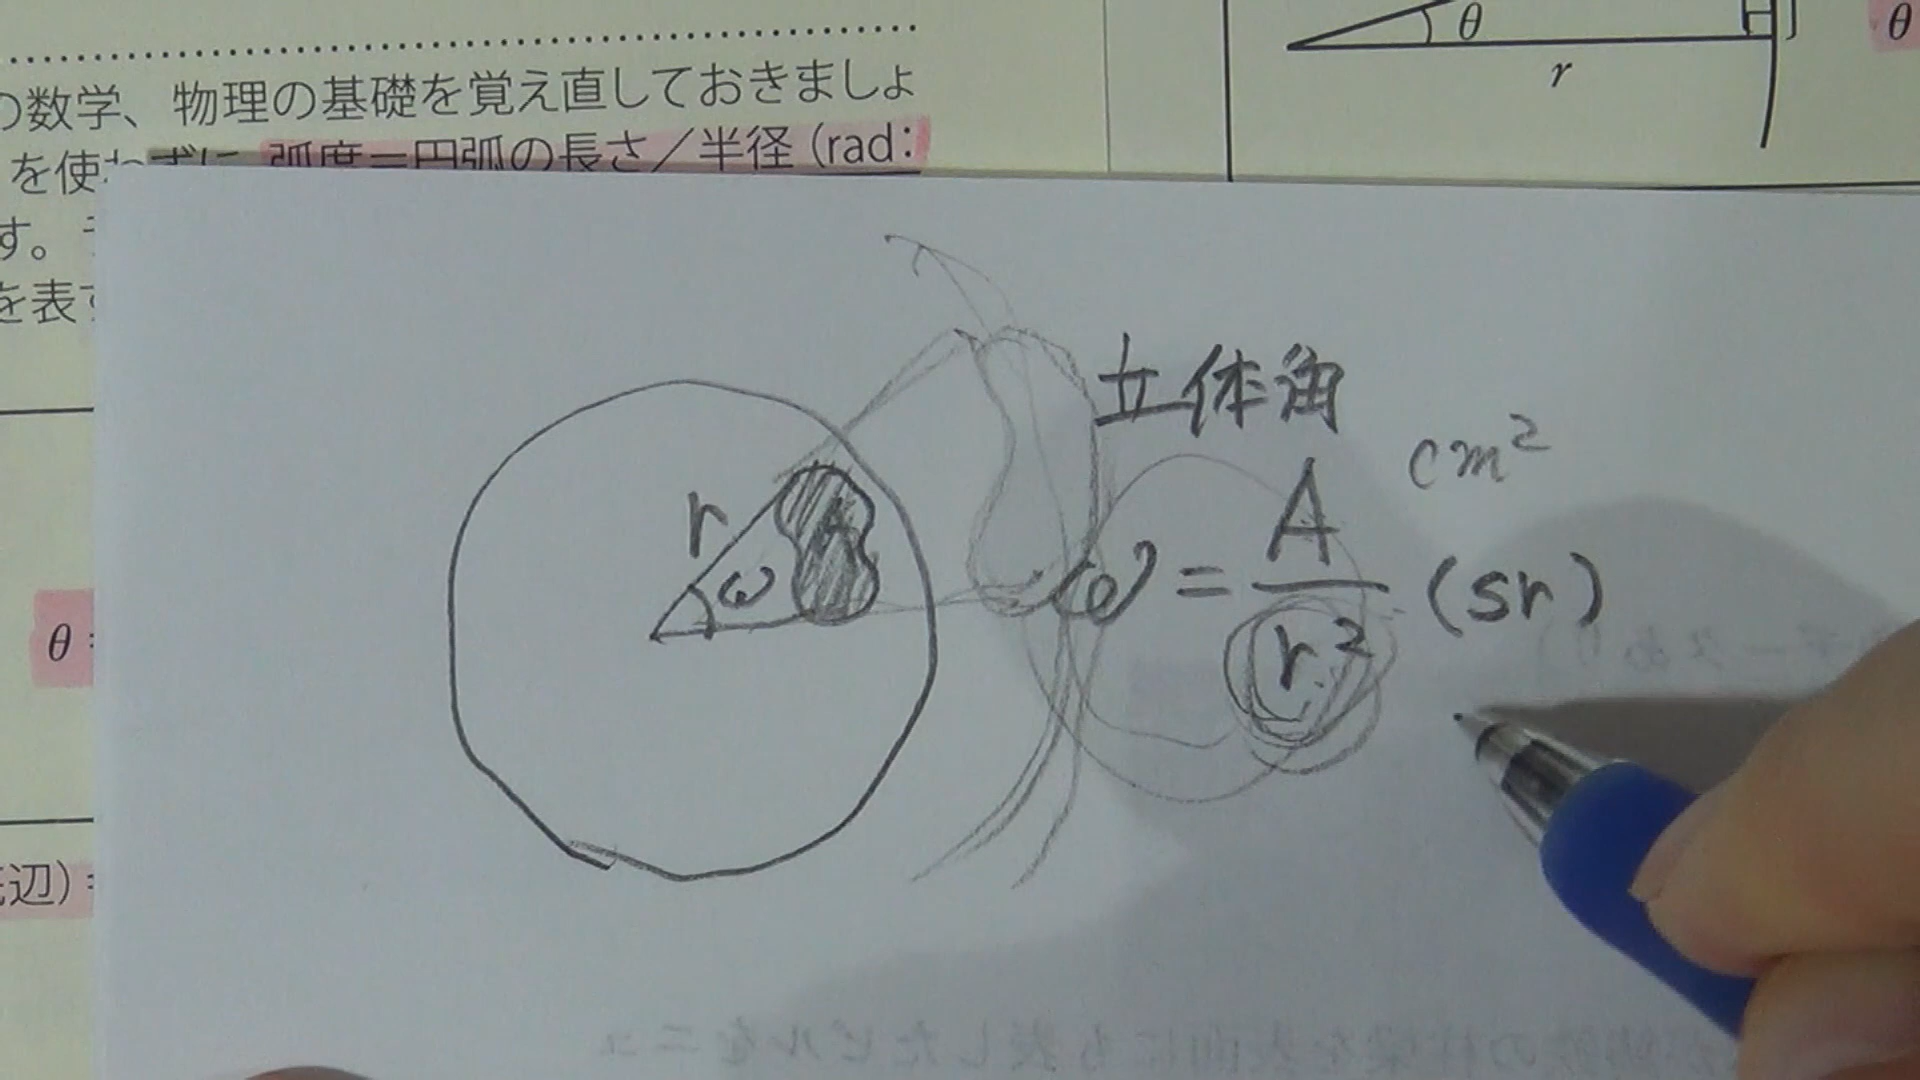 の数学、物理の基礎を覚え直しておきましょ
を使わずに 弧度＝円弧の長さ／半径（rad：
す。
を表す
θ
r
θ
θ =
辺) =
立体角
r
ω
A
cm²
ω = A / r² (sr)